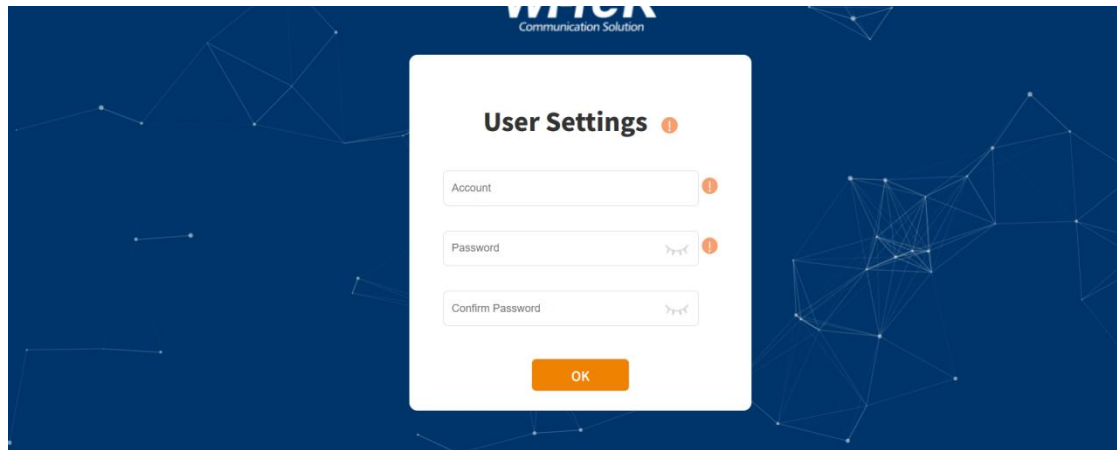 Communication Solution
User Settings
Account
Password
Confirm Password
OK